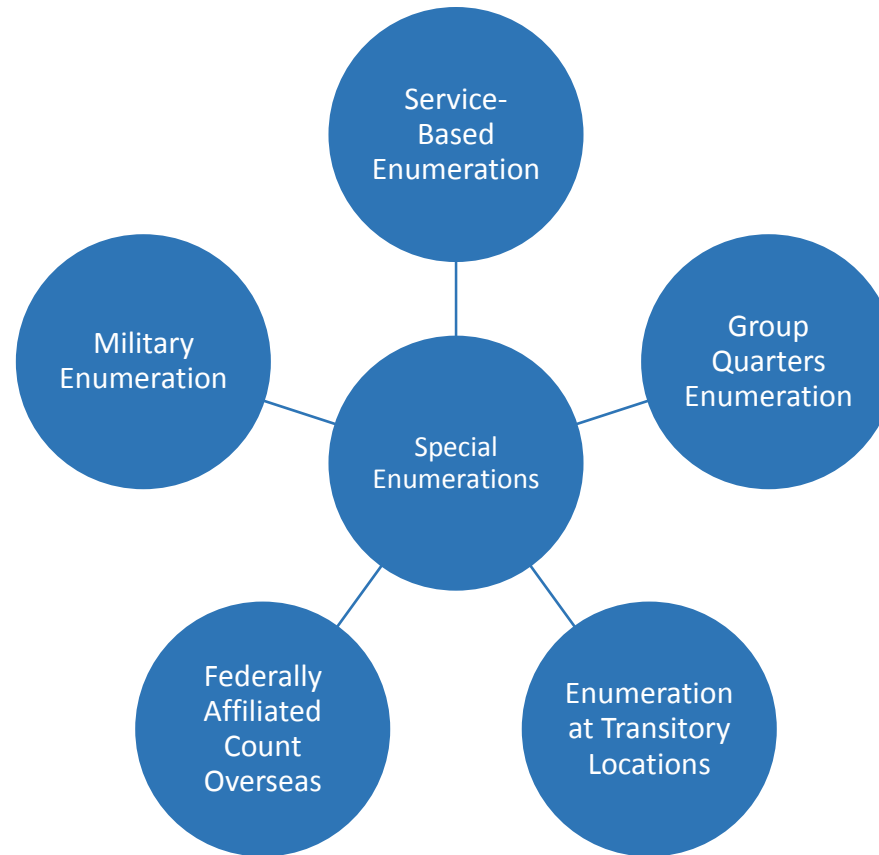 Service-
Based
Enumeration
Military
Enumeration
Group
Quarters
Enumeration
Special
Enumerations
Federally
Affiliated
Count
Overseas
Enumeration
at Transitory
Locations